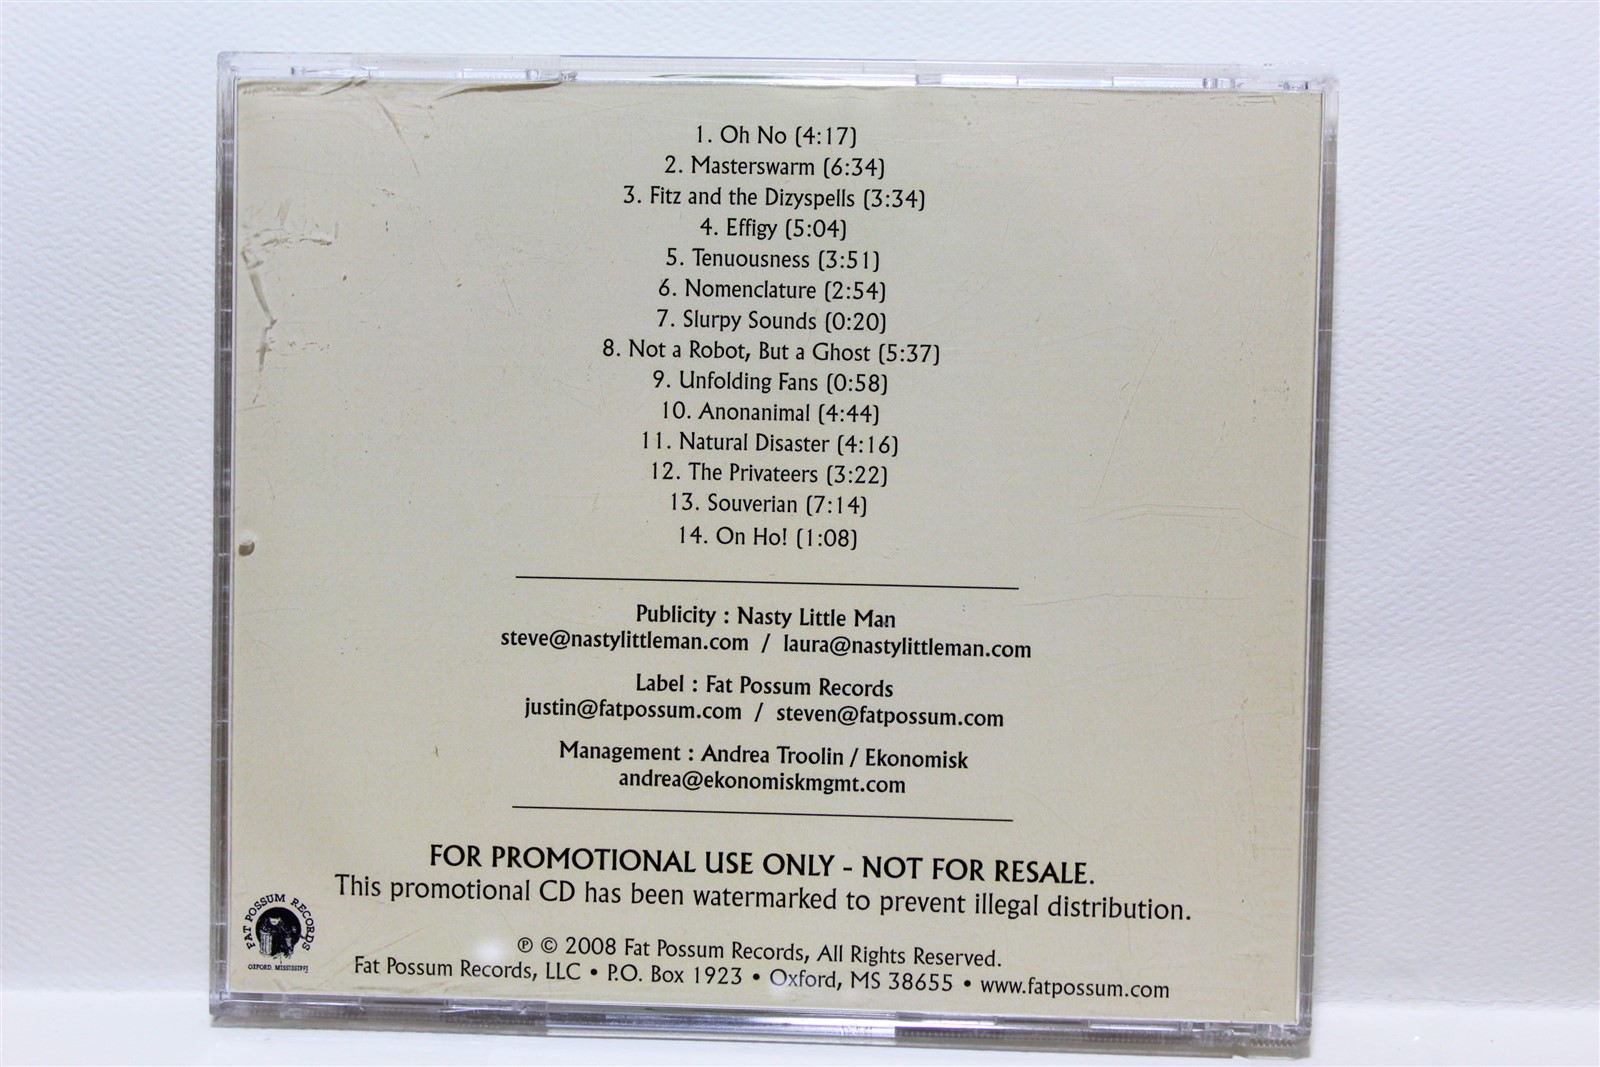 1. Oh No (4:17)
2. Masterswarm (6:34)
3. Fitz and the Dizyspells (3:34)
4. Effigy (5:04)
5. Tenuousness (3:51)
6. Nomenclature (2:54)
7. Slurpy Sounds (0:20)
8. Not a Robot, But a Ghost (5:37)
9. Unfolding Fans (0:58)
10. Anonanimal (4:44)
11. Natural Disaster (4:16)
12. The Privateers (3:22)
13. Souverian (7:14)
14. On Ho! (1:08)
Publicity : Nasty Little Man
steve@nastylittleman.com / laura@nastylittleman.com
Label : Fat Possum Records
justin@fatpossum.com / steven@fatpossum.com
Management : Andrea Troolin / Ekonomisk
andrea@ekonomiskmgmt.com
FOR PROMOTIONAL USE ONLY - NOT FOR RESALE.
This promotional CD has been watermarked to prevent illegal distribution.
FAT POSSUM RECORDS
OXFORD, MISSISSIPPI
℗ © 2008 Fat Possum Records, All Rights Reserved.
Fat Possum Records, LLC • P.O. Box 1923 • Oxford, MS 38655 • www.fatpossum.com